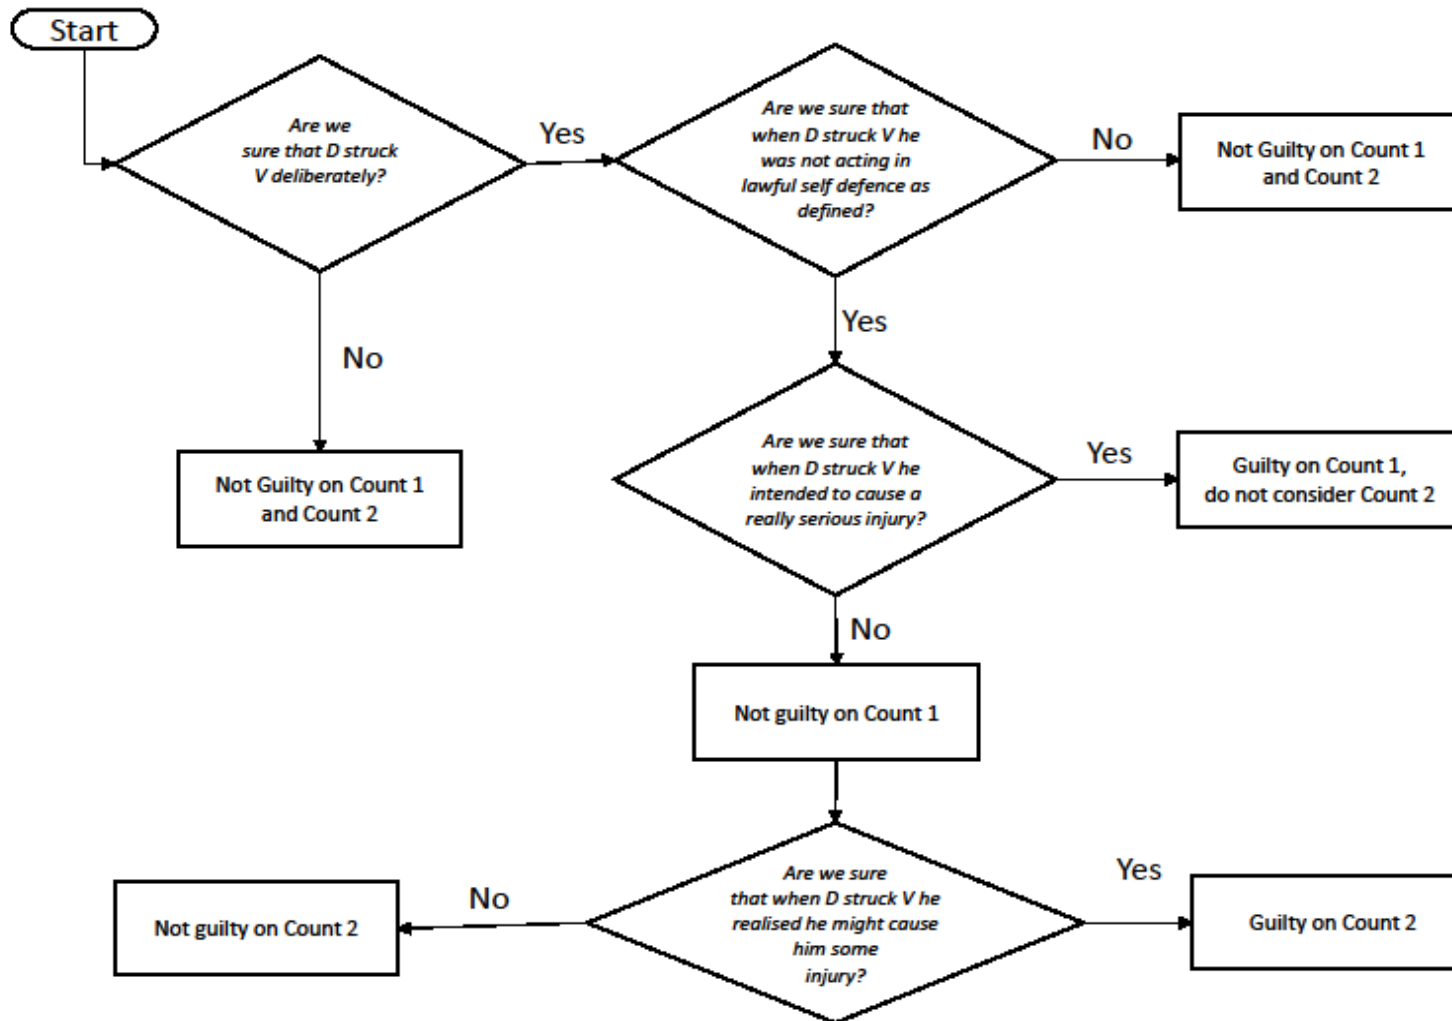 Start
Are we
sure that D struck
V deliberately?
Yes
Are we sure that
when D struck V he
was not acting in
lawful self defence as
defined?
No
Not Guilty on Count 1
and Count 2
No
Not Guilty on Count 1
and Count 2
Yes
Are we sure that
when D struck V he
intended to cause a
really serious injury?
Yes
Guilty on Count 1,
do not consider Count 2
No
Not guilty on Count 1
Are we sure
that when D struck V he
realised he might cause
him some
injury?
No
Not guilty on Count 2
Yes
Guilty on Count 2